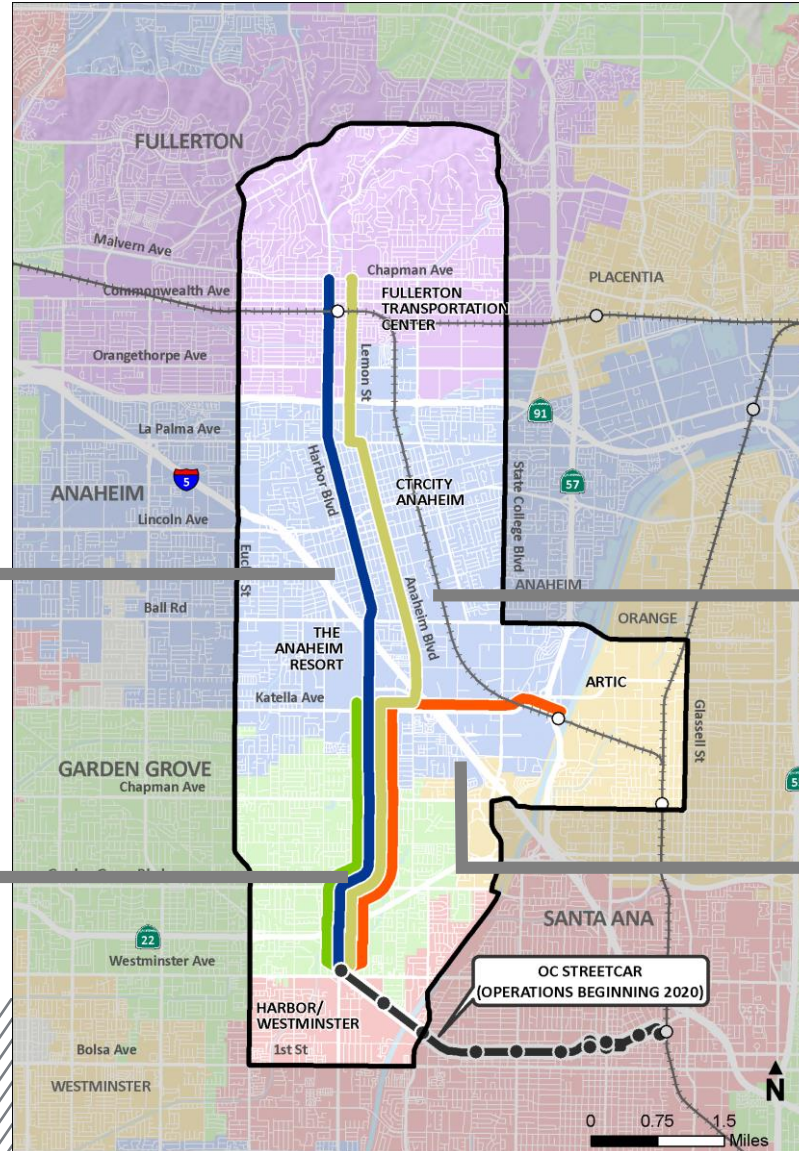 FULLERTON
Malvern Ave
Commonwealth Ave
Chapman Ave
PLACENTIA
FULLERTON
TRANSPORTATION
CENTER
Orangethorpe Ave
Lemon St
La Palma Ave
91
5
57
ANAHEIM
Harbor Blvd
CTRCITY
ANAHEIM
State College Blvd
Lincoln Ave
ANAHEIM
Ball Rd
Anaheim Blvd
ORANGE
THE
ANAHEIM
RESORT
ARTIC
Katella Ave
Glassell St
GARDEN GROVE
Chapman Ave
SANTA ANA
22
Westminster Ave
OC STREETCAR
(OPERATIONS BEGINNING 2020)
HARBOR/
WESTMINSTER
1st St
Bolsa Ave
WESTMINSTER
N
0 0.75 1.5
Miles